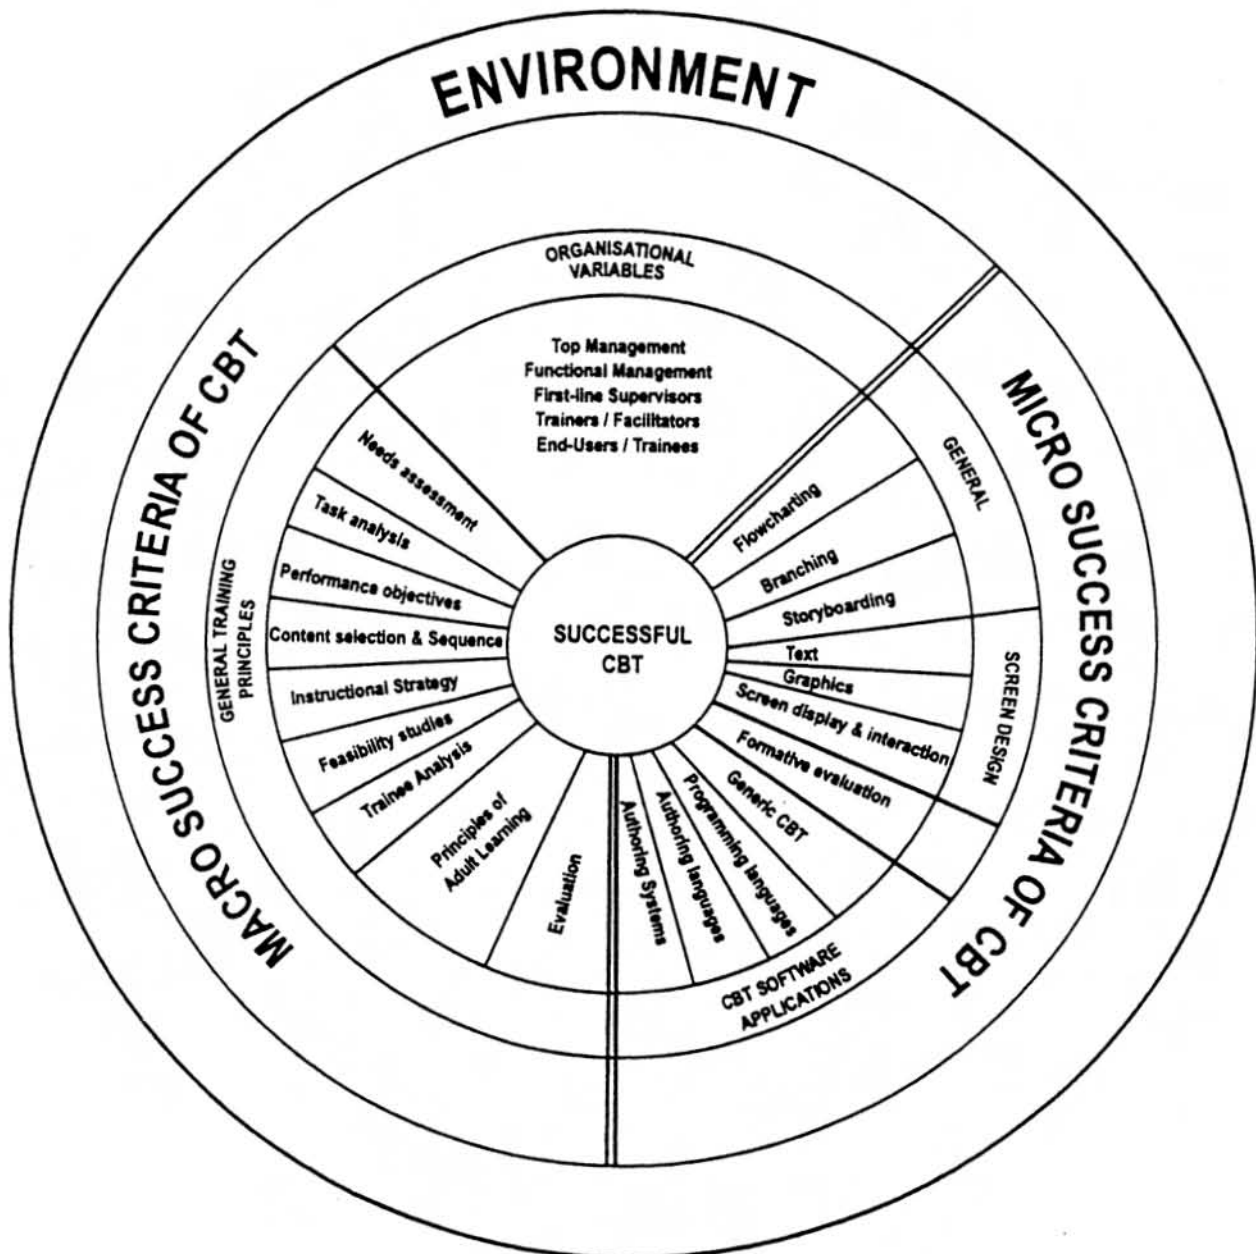 ENVIRONMENT
MACRO SUCCESS CRITERIA OF CBT
MICRO SUCCESS CRITERIA OF CBT
ORGANISATIONAL
VARIABLES
Top Management
Functional Management
First-line Supervisors
Trainers / Facilitators
End-Users / Trainees
GENERAL
Flowcharting
Branching
Storyboarding
SCREEN DESIGN
Text
Graphics
Screen display & interaction
Formative evaluation
CBT SOFTWARE
APPLICATIONS
Generic CBT
Programming languages
Authoring languages
Authoring Systems
GENERAL TRAINING
PRINCIPLES
Needs assessment
Task analysis
Performance objectives
Content selection & Sequence
Instructional Strategy
Feasibility studies
Trainee Analysis
Principles of
Adult Learning
Evaluation
SUCCESSFUL
CBT